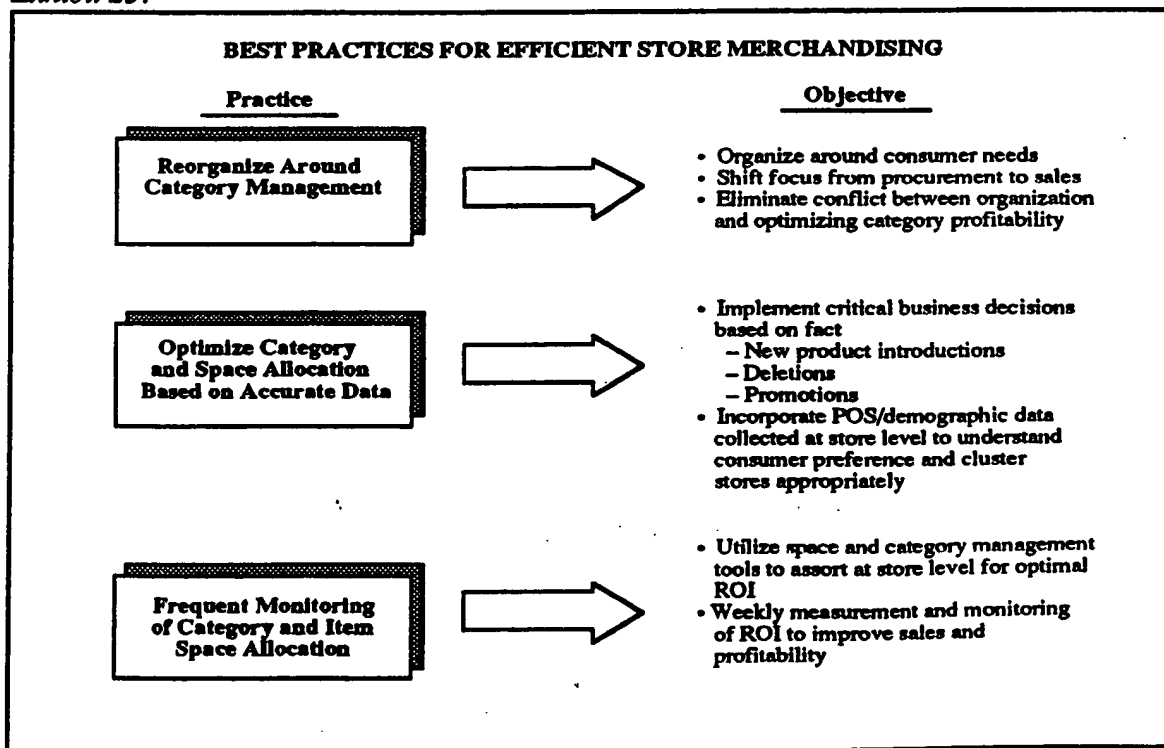 BEST PRACTICES FOR EFFICIENT STORE MERCHANDISING
Practice
Objective
Reorganize Around
Category Management
• Organize around consumer needs
• Shift focus from procurement to sales
• Eliminate conflict between organization
and optimizing category profitability
Optimize Category
and Space Allocation
Based on Accurate Data
• Implement critical business decisions
based on fact
– New product introductions
– Deletions
– Promotions
• Incorporate POS/demographic data
collected at store level to understand
consumer preference and cluster
stores appropriately
Frequent Monitoring
of Category and Item
Space Allocation
• Utilize space and category management
tools to assort at store level for optimal
ROI
• Weekly measurement and monitoring
of ROI to improve sales and
profitability